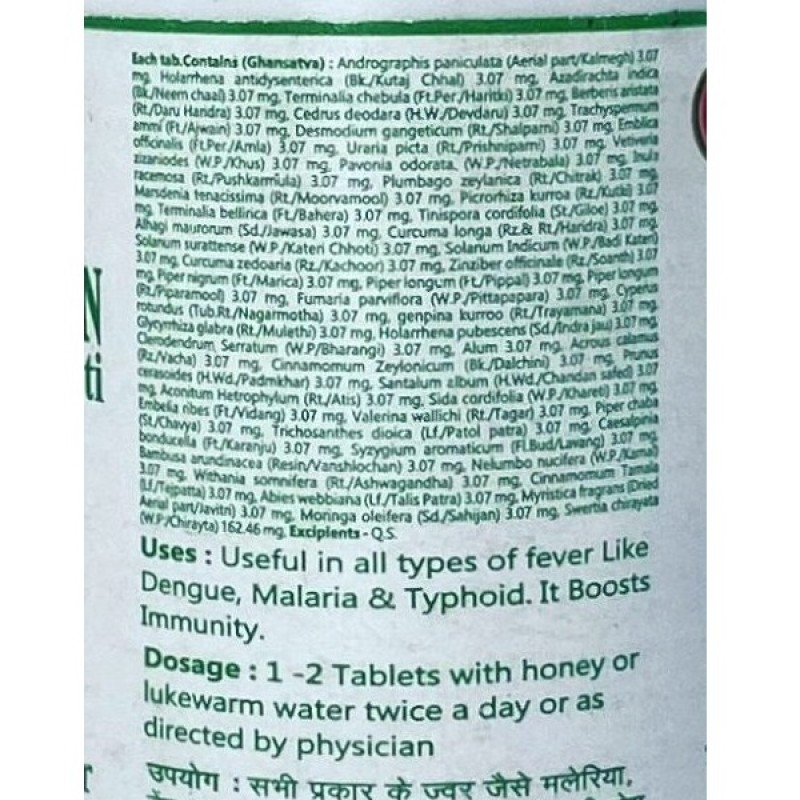 Each tab.Contains (Ghansatva) : Andrographis paniculata (Aerial part/Kalmegh) 3.07
mg, Holarrhena antidysenterica (Bk./Kutaj Chhal) 3.07 mg, Azadirachta indica
(Bk./Neem chaal) 3.07 mg, Terminalia chebula (Ft.Per./Haritki) 3.07 mg, Berberis aristata
(Rt./Daru Handra) 3.07 mg, Cedrus deodara (H.W./Devdaru) 3.07 mg, Trachyspermum
ammi (Ft./Ajwain) 3.07 mg, Desmodium gangeticum (Rt./Shalparni) 3.07 mg, Emblica
officinalis (Ft.Per./Amla) 3.07 mg, Uraria picta (Rt./Prishniparni) 3.07 mg, Vetiveria
zizaniodes (W.P./Khus) 3.07 mg, Pavonia odorata, (W.P./Netrabala) 3.07 mg, Inula
racemosa (Rt./Pushkarmula) 3.07 mg, Plumbago zeylanica (Rt./Chitrak) 3.07 mg,
Marsdenia tenacissima (Rt./Moorvamool) 3.07 mg, Picrorhiza kurroa (Rz./Kutki) 3.07
mg, Terminalia bellirica (Ft./Bahera) 3.07 mg, Tinispora cordifolia (St./Giloe) 3.07 mg,
Alhagi maurorum (Sd./Jawasa) 3.07 mg, Curcuma longa (Rz.& Rt./Handra) 3.07 mg,
Solanum surattense (W.P./Kateri Chhoti) 3.07 mg, Solanum Indicum (W.P./Badi Kateri)
3.07 mg, Curcuma zedoaria (Rz./Kachoor) 3.07 mg, Zinziber officinale (Rz./Soanth) 3.07
mg, Piper nigrum (Ft./Marica) 3.07 mg, Piper longum (Ft./Pippal) 3.07 mg, Piper longum
(Rt./Piparamool) 3.07 mg, Fumaria parviflora (W.P./Pittapapara) 3.07 mg, Cyperus
rotundus (Tub.Rt./Nagarmotha) 3.07 mg, genpina kurroo (Rt./Trayamana) 3.07 mg,
Glycyrrhiza glabra (Rt./Mulethi) 3.07 mg, Holarrhena pubescens (Sd./Indra jau) 3.07 mg,
Clerodendrum Serratum (W.P./Bharangi) 3.07 mg, Alum 3.07 mg, Acrous calamus
(Rz./Vacha) 3.07 mg, Cinnamomum Zeylonicum (Bk./Dalchini) 3.07 mg, Prunus
cerasoides (H.Wd./Padmkhar) 3.07 mg, Santalum album (H.Wd./Chandan safed) 3.07
mg, Aconitum Hetrophylum (Rt./Atis) 3.07 mg, Sida cordifolia (W.P./Khareti) 3.07 mg,
Embelia ribes (Ft./Vidang) 3.07 mg, Valerina wallichi (Rt./Tagar) 3.07 mg, Piper chaba
(St./Chavya) 3.07 mg, Trichosanthes dioica (Lf./Patol patra) 3.07 mg, Caesalpinia
bonducella (Ft./Karanju) 3.07 mg, Syzygium aromaticum (Fl.Bud/Lavang) 3.07 mg,
Bambusa arundinacea (Resin/Vanshlochan) 3.07 mg, Nelumbo nucifera (W.P./Kamal)
3.07 mg, Withania somnifera (Rt./Ashwagandha) 3.07 mg, Cinnamomum Tamala
(Lf./Tejpatta) 3.07 mg, Abies webbiana (Lf./Talis Patra) 3.07 mg, Myristica fragrans (Dried
Aerial part/Javitri) 3.07 mg, Moringa oleifera (Sd./Sahijan) 3.07 mg, Swertia chirayata
(W.P./Chirayta) 162.46 mg, Excipients - Q.S.
Uses : Useful in all types of fever Like
Dengue, Malaria & Typhoid. It Boosts
Immunity.
Dosage : 1 -2 Tablets with honey or
lukewarm water twice a day or as
directed by physician
उपयोग : सभी प्रकार के ज्वर जैसे मलेरिया,